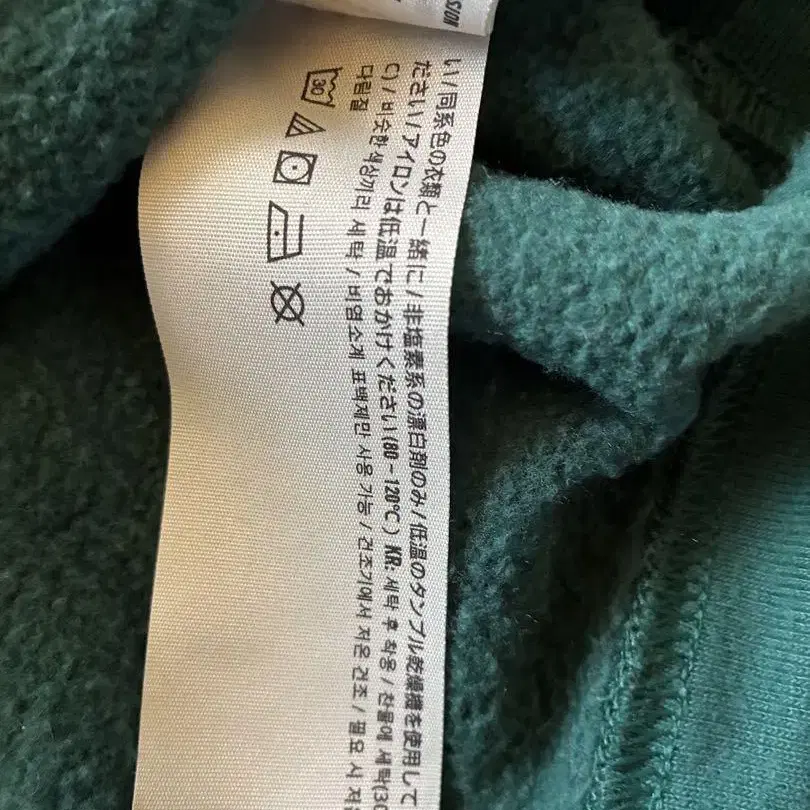 SION
い/同系色の衣類と一緒に/非塩素系の漂白剤のみ/低温のタンブル乾燥機を使用して
ださい/アイロンは低温でおかけください(80~120℃) KR: 세탁 후 착용 / 찬물에 세탁(30
C) / 비슷한 색상끼리 세탁 / 비염소계 표백제만 사용 가능 / 건조기에서 저온 건조 / 필요 시 저온
다림질
30